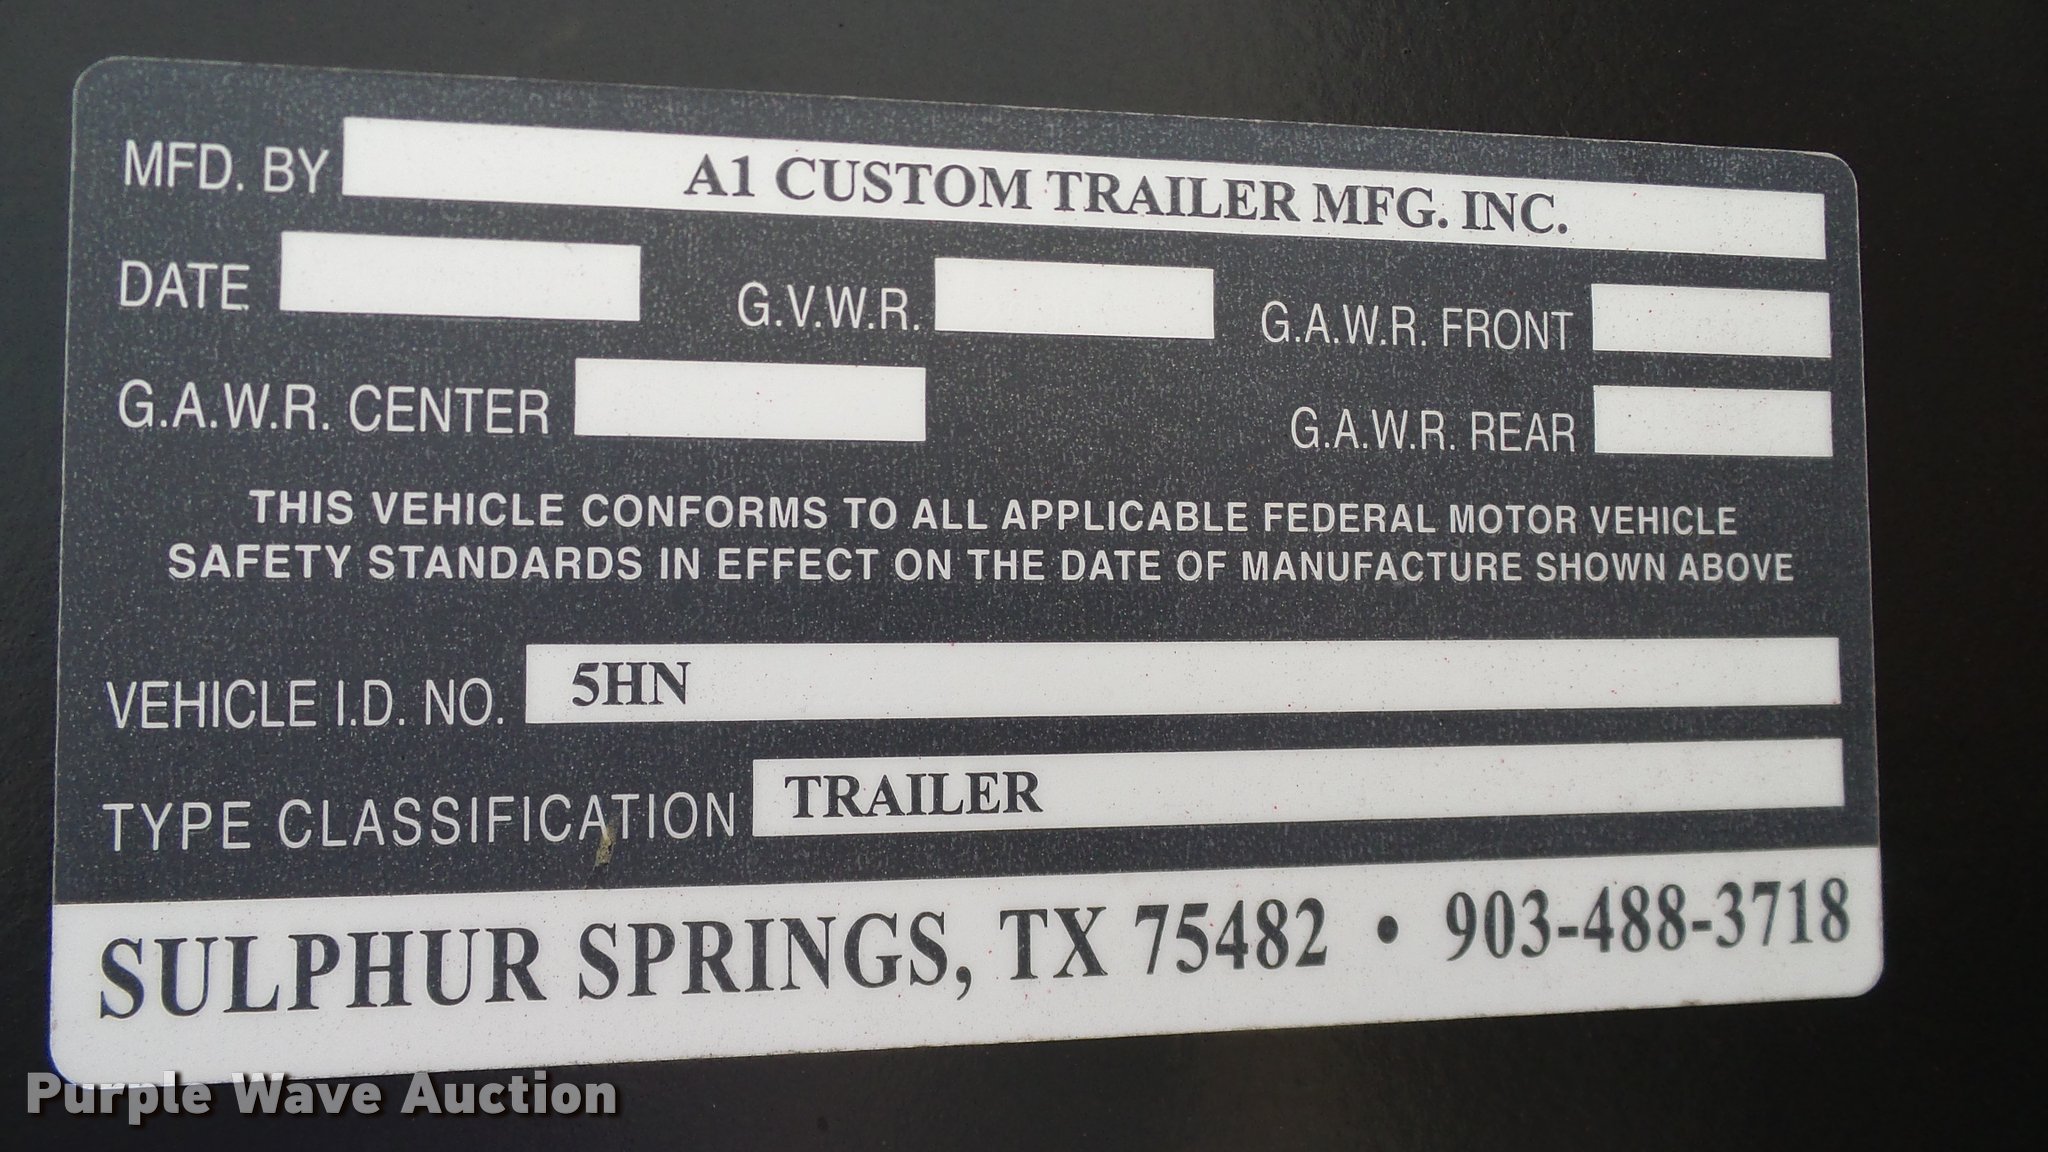 MFD. BY A1 CUSTOM TRAILER MFG. INC.
DATE G.V.W.R. G.A.W.R. FRONT
G.A.W.R. CENTER G.A.W.R. REAR
THIS VEHICLE CONFORMS TO ALL APPLICABLE FEDERAL MOTOR VEHICLE
SAFETY STANDARDS IN EFFECT ON THE DATE OF MANUFACTURE SHOWN ABOVE
VEHICLE I.D. NO. 5HN
TYPE CLASSIFICATION TRAILER
SULPHUR SPRINGS, TX 75482 • 903-488-3718
Purple Wave Auction